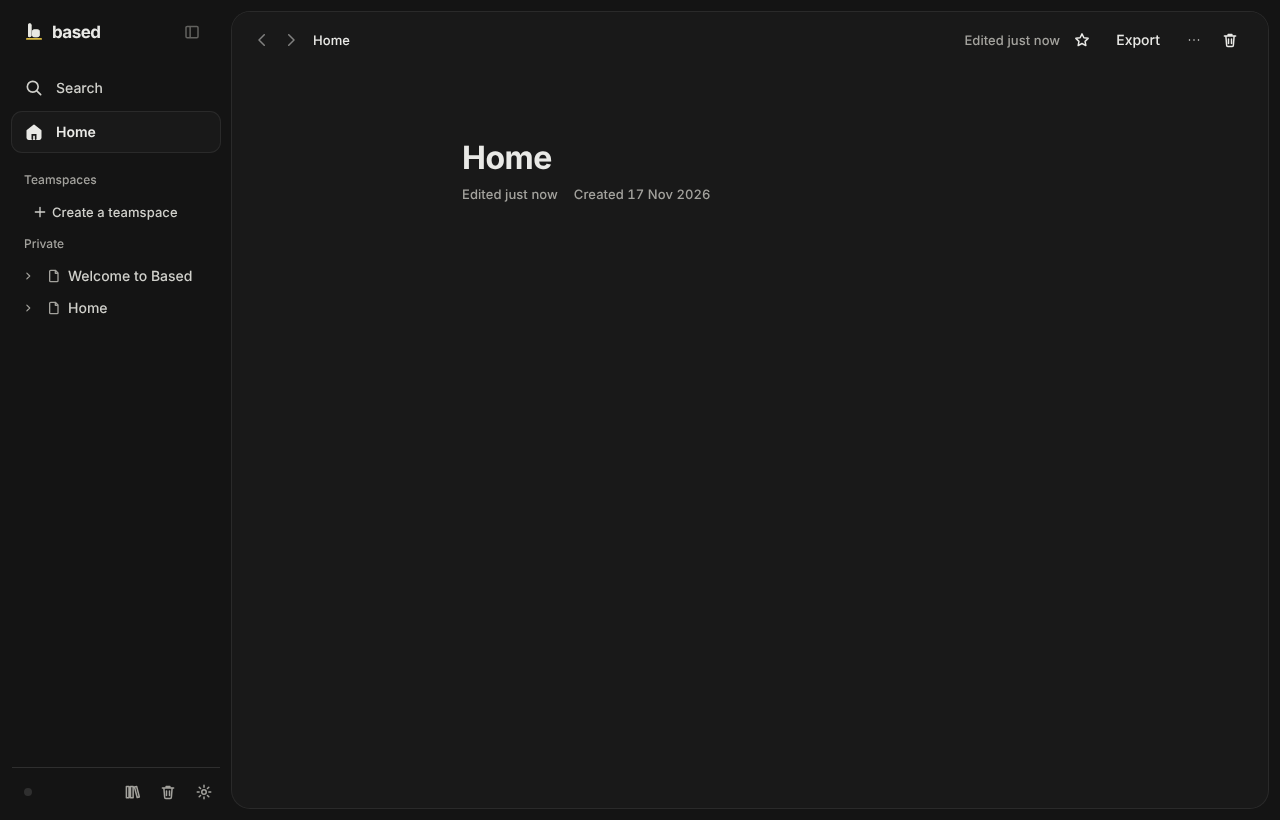 based
Search
Home
Teamspaces
Create a teamspace
Private
Welcome to Based
Home
Home
Edited just now
Export
Home
Edited just now Created 17 Nov 2026